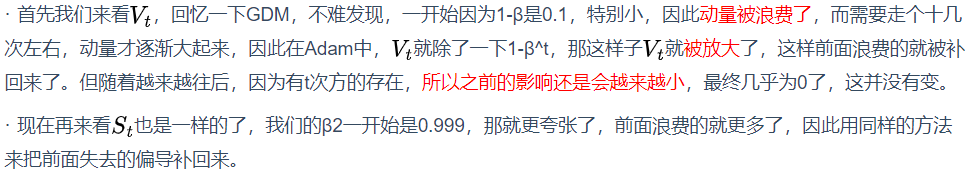 · 首先我们来看Vt，回忆一下GDM，不难发现，一开始因为1-β是0.1，特别小，因此动量被浪费了，而需要走个十几
次左右，动量才逐渐大起来，因此在Adam中，Vt就除了一下1-β^t，那这样子Vt就被放大了，这样前面浪费的就被补
回来了。但随着越来越往后，因为有t次方的存在，所以之前的影响还是会越来越小，最终几乎为0了，这并没有变。
· 现在再来看St也是一样的了，我们的β2一开始是0.999，那就更夸张了，前面浪费的就更多了，因此用同样的方法
来把前面失去的偏导补回来。